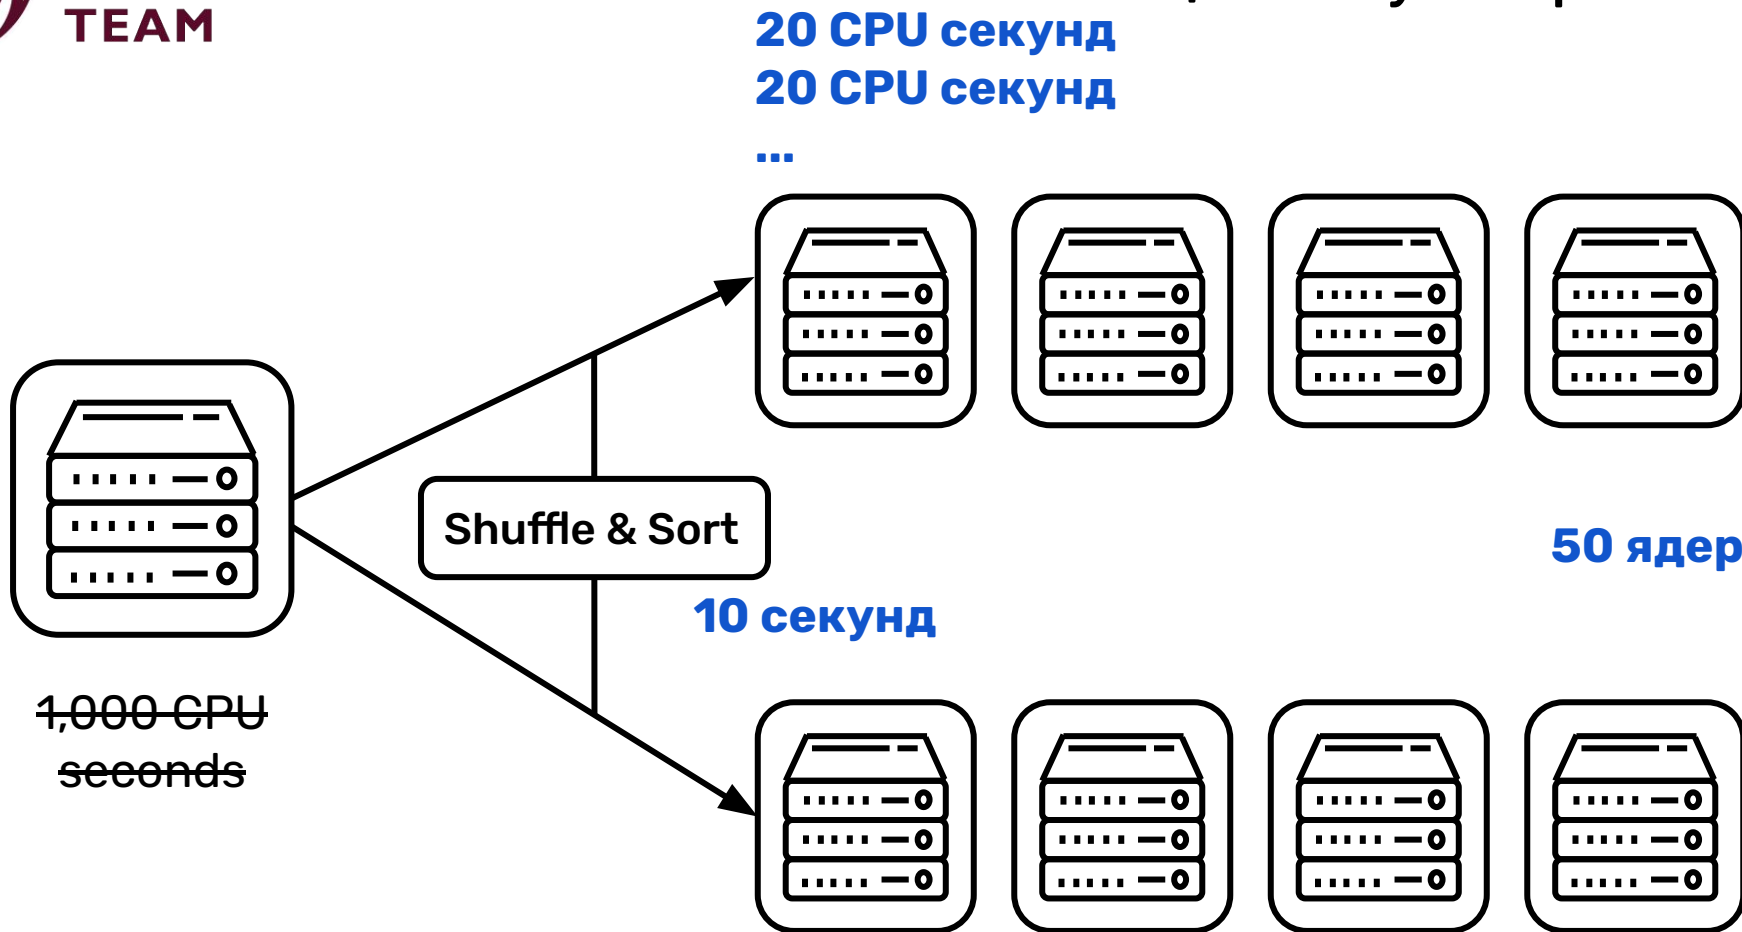 TEAM
20 CPU секунд
20 CPU секунд
...
Shuffle & Sort
50 ядер
10 секунд
1,000 CPU
seconds